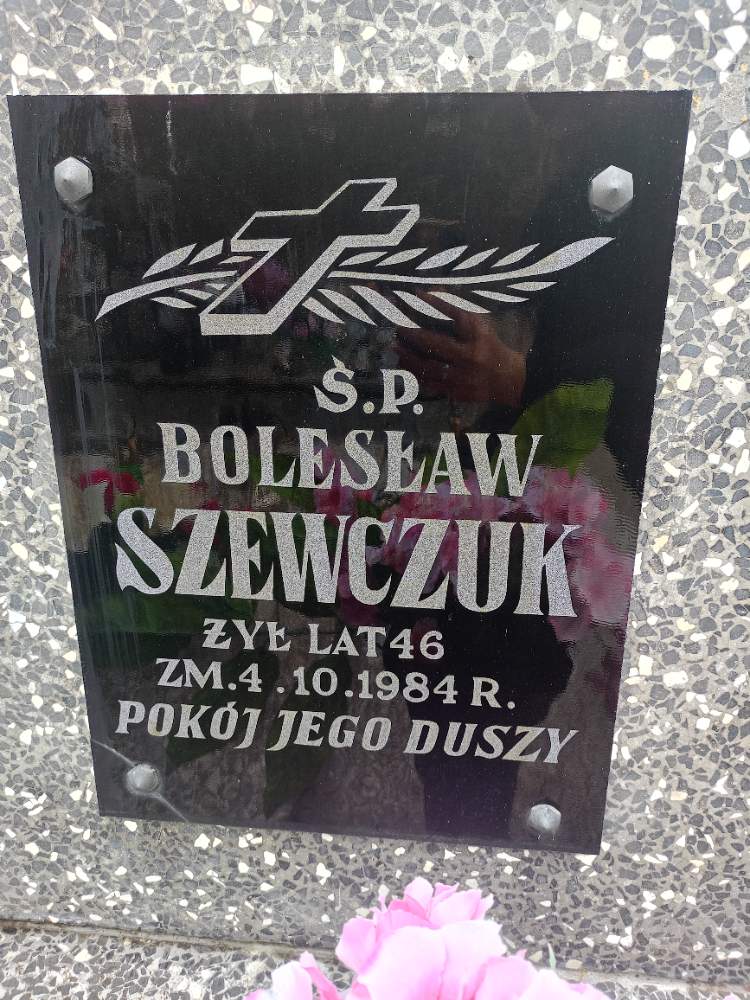 Ś.P.
BOLESŁAW
SZEWCZUK
ŻYŁ LAT 46
ZM. 4. 10. 1984 R.
POKÓJ JEGO DUSZY